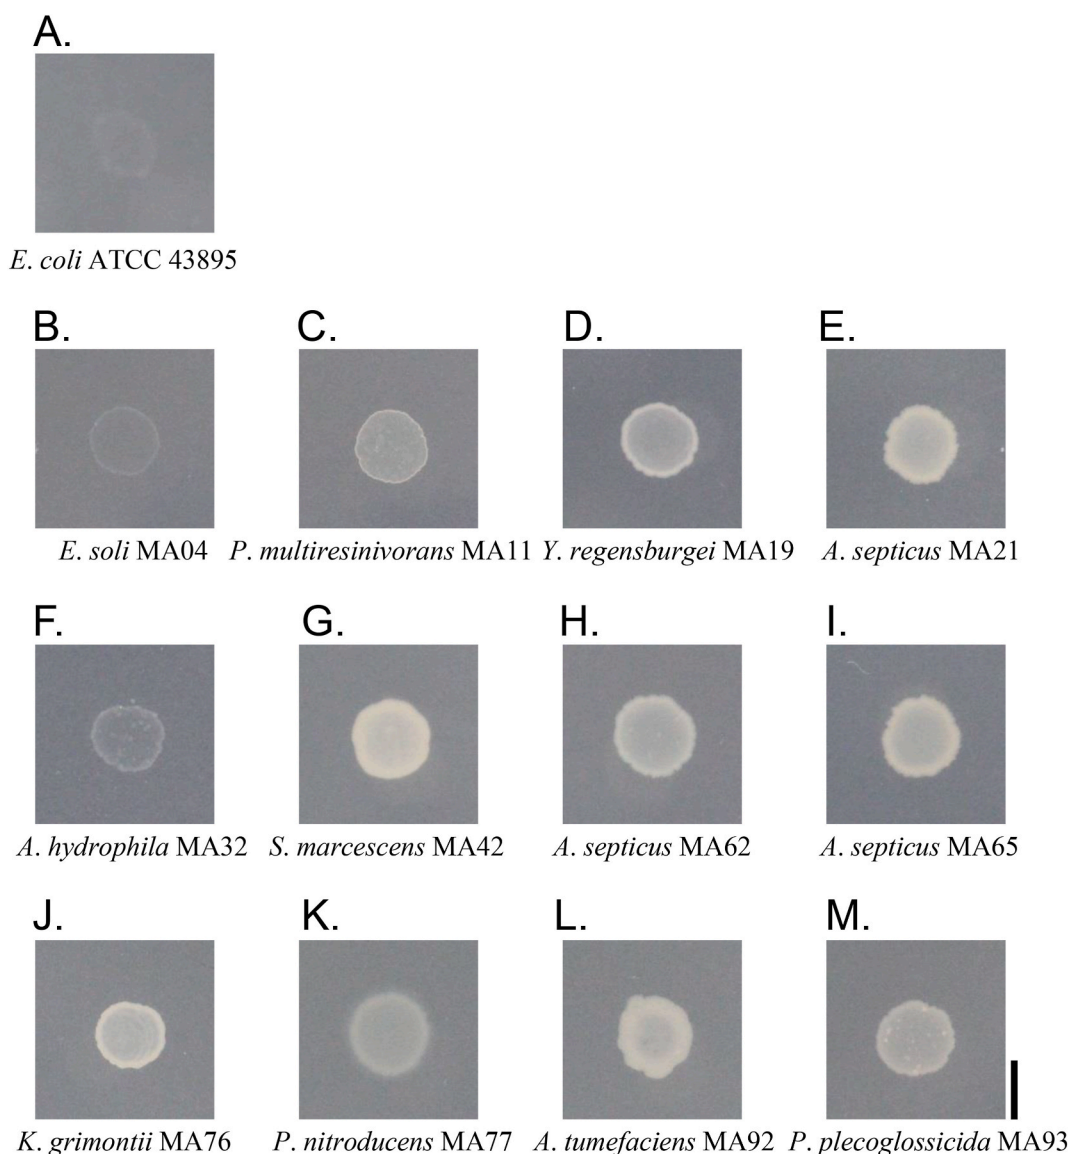 A.
E. coli ATCC 43895
B. C. D. E.
E. soli MA04 P. multiresinivorans MA11 Y. regensburgei MA19 A. septicus MA21
F. G. H. I.
A. hydrophila MA32 S. marcescens MA42 A. septicus MA62 A. septicus MA65
J. K. L. M.
K. grimontii MA76 P. nitroducens MA77 A. tumefaciens MA92 P. plecoglossicida MA93